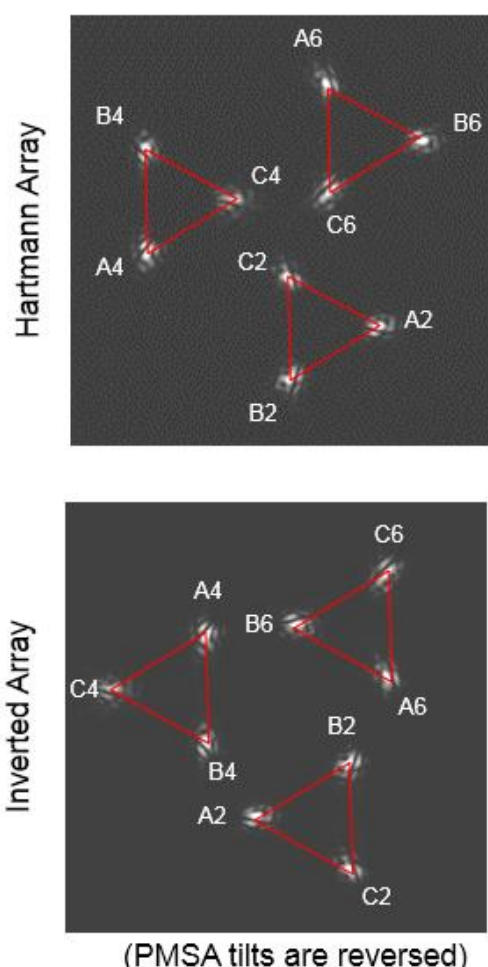 Hartmann Array
A6
B4
B6
C4
C6
A4
C2
A2
B2
Inverted Array
C6
A4
B6
C4
A6
B2
B4
A2
C2
(PMSA tilts are reversed)